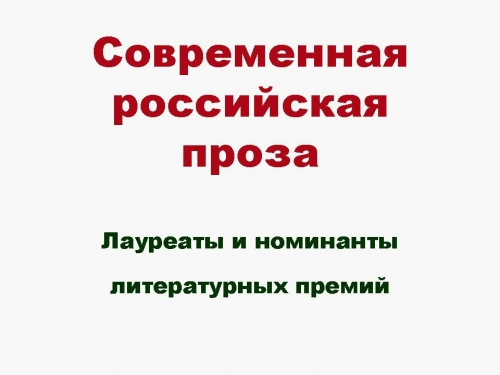 Современная
российская
проза
Лауреаты и номинанты
литературных премий